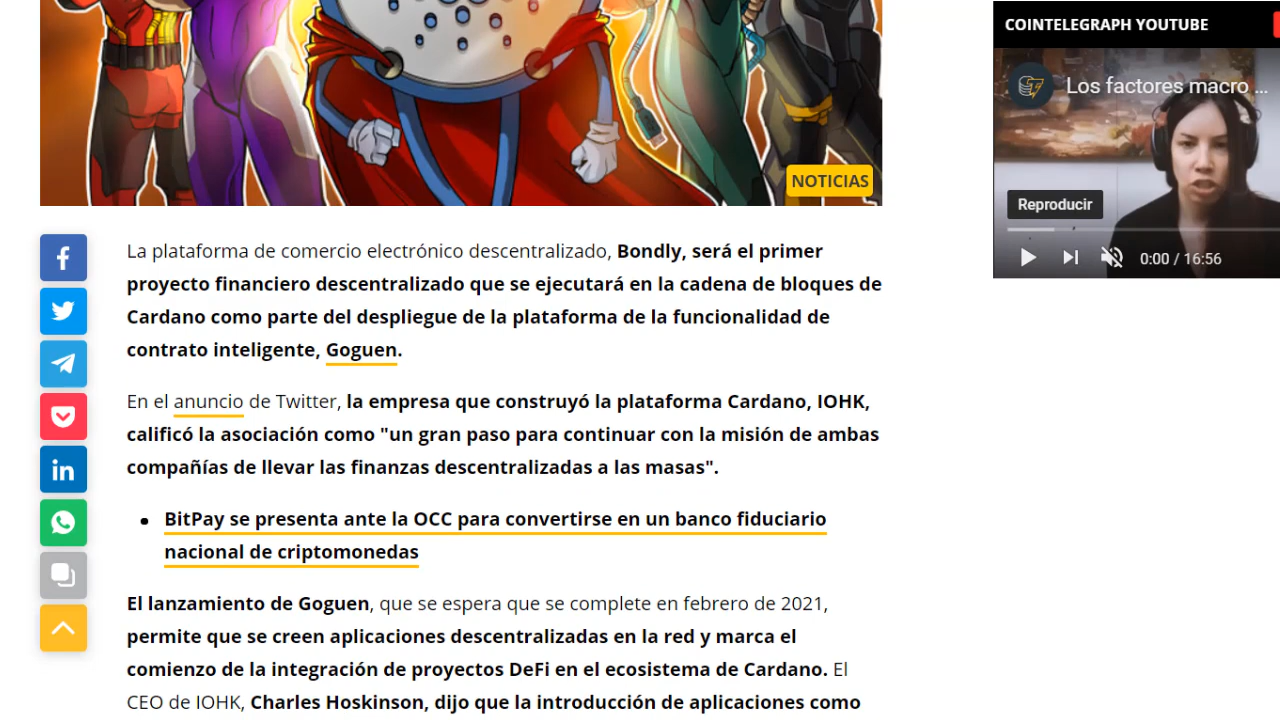 NOTICIAS
La plataforma de comercio electrónico descentralizado, Bondly, será el primer
proyecto financiero descentralizado que se ejecutará en la cadena de bloques de
Cardano como parte del despliegue de la plataforma de la funcionalidad de
contrato inteligente, Goguen.
En el anuncio de Twitter, la empresa que construyó la plataforma Cardano, IOHK,
calificó la asociación como "un gran paso para continuar con la misión de ambas
compañías de llevar las finanzas descentralizadas a las masas".
BitPay se presenta ante la OCC para convertirse en un banco fiduciario
nacional de criptomonedas
El lanzamiento de Goguen, que se espera que se complete en febrero de 2021,
permite que se creen aplicaciones descentralizadas en la red y marca el
comienzo de la integración de proyectos DeFi en el ecosistema de Cardano. El
CEO de IOHK, Charles Hoskinson, dijo que la introducción de aplicaciones como
COINTELEGRAPH YOUTUBE
Los factores macro ...
Reproducir
0:00 / 16:56